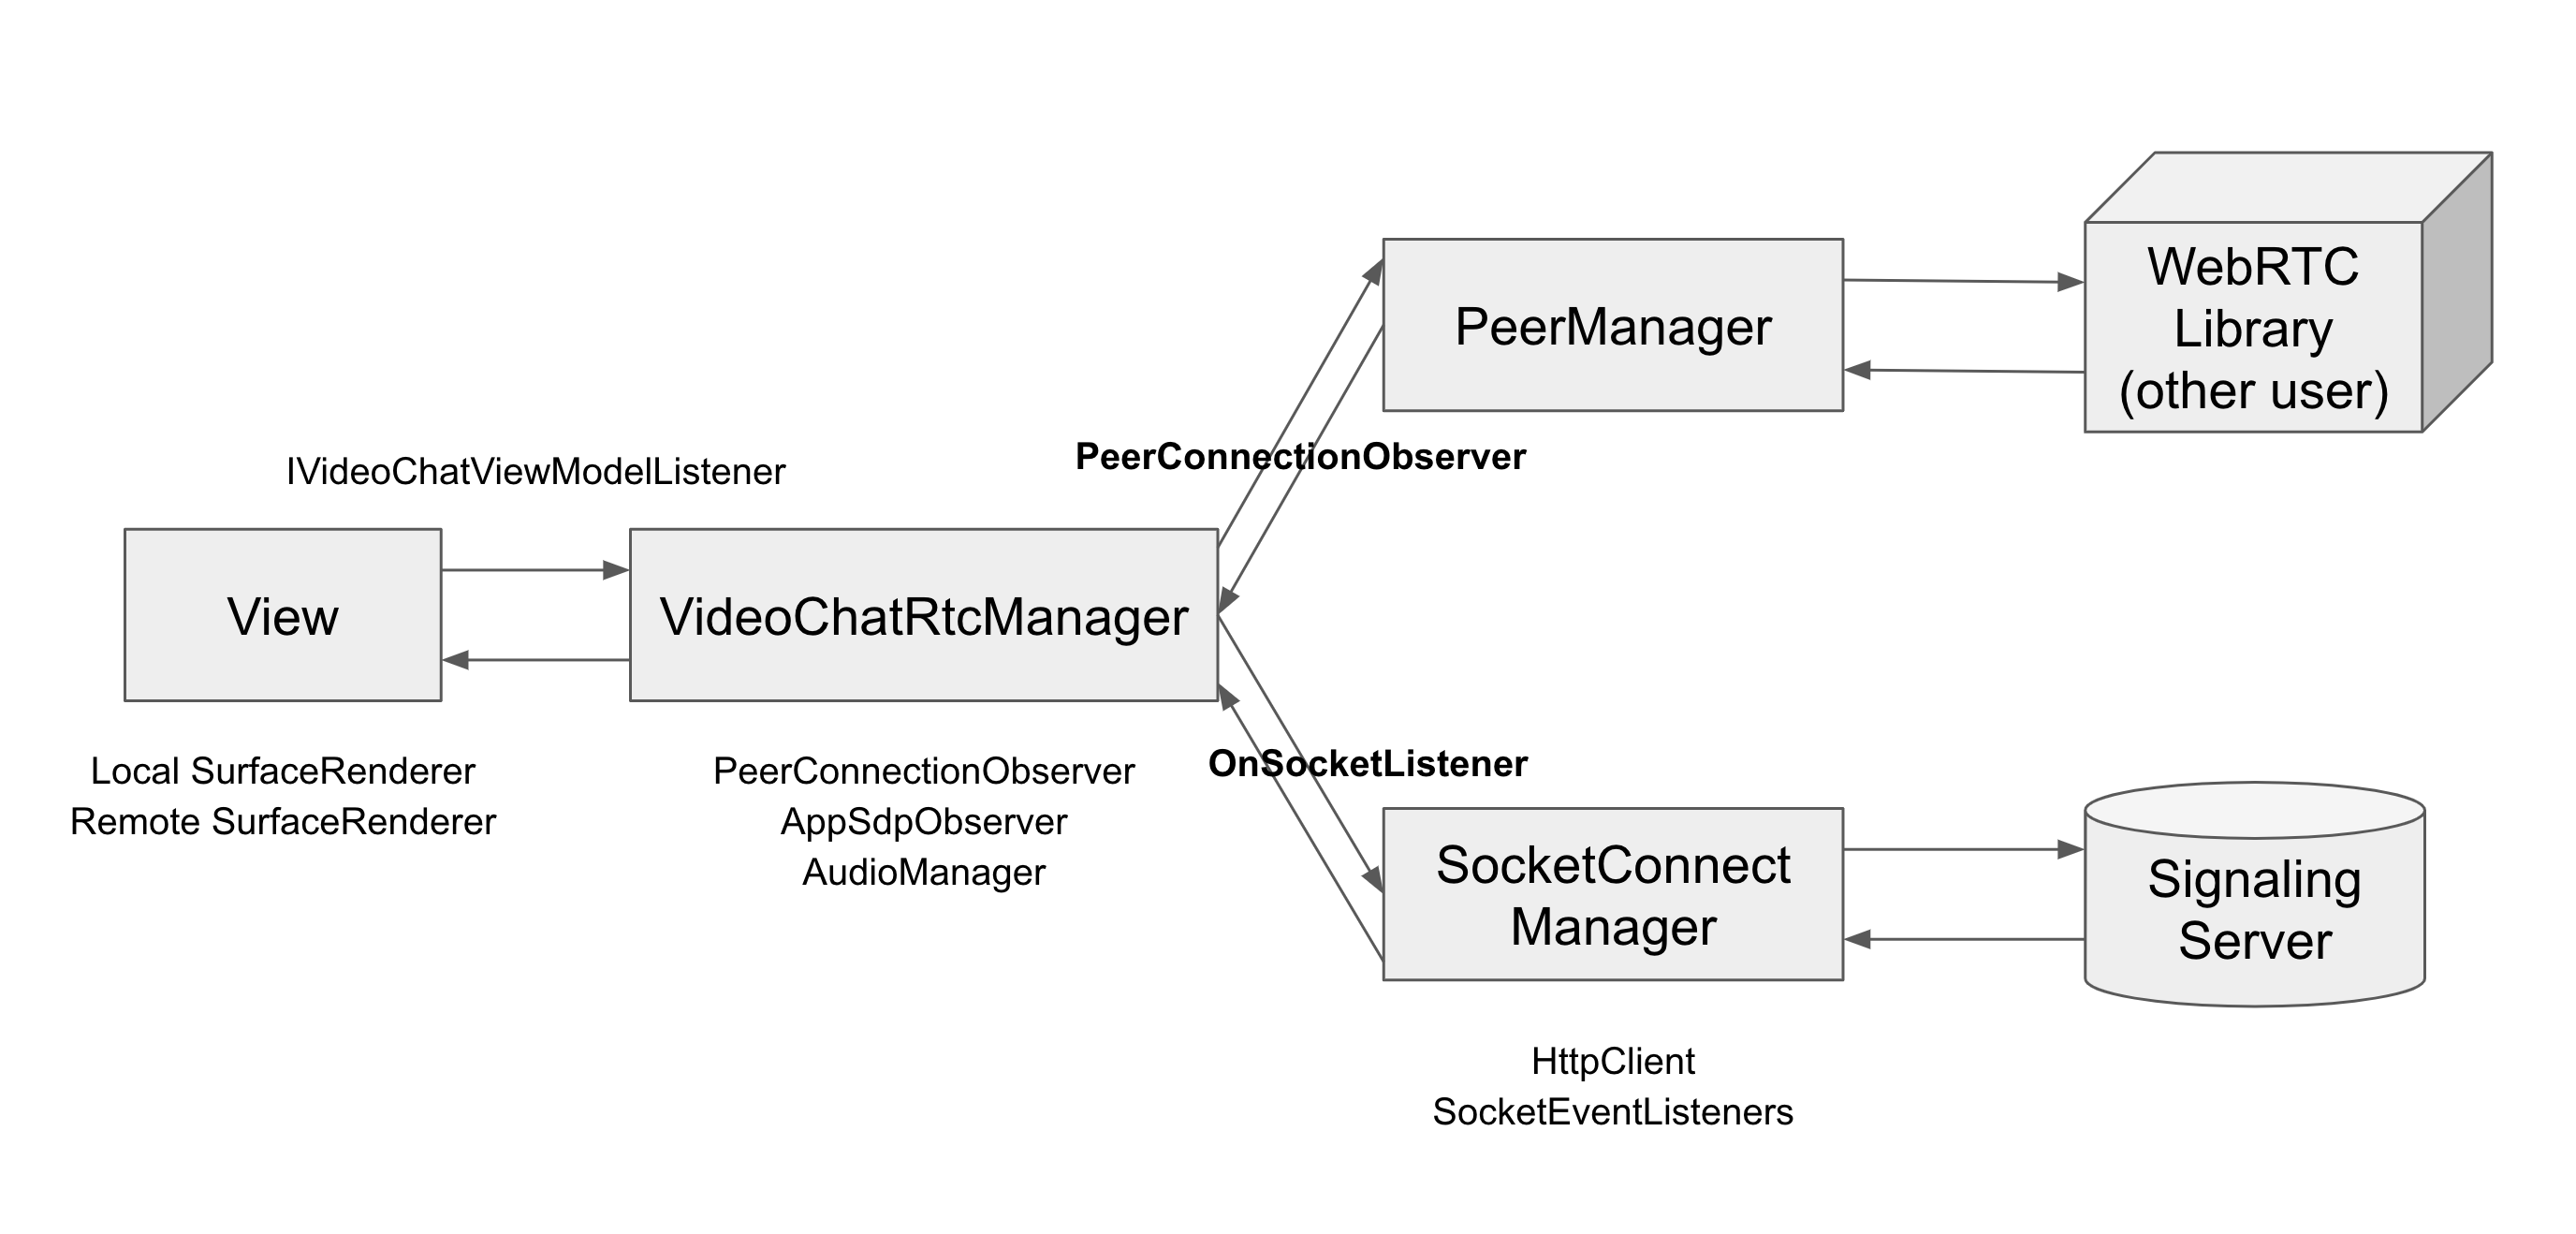 WebRTC
Library
(other user)
PeerManager
PeerConnectionObserver
IVideoChatViewModelListener
View
VideoChatRtcManager
Local SurfaceRenderer
Remote SurfaceRenderer
PeerConnectionObserver
AppSdpObserver
AudioManager
OnSocketListener
SocketConnect
Manager
Signaling
Server
HttpClient
SocketEventListeners